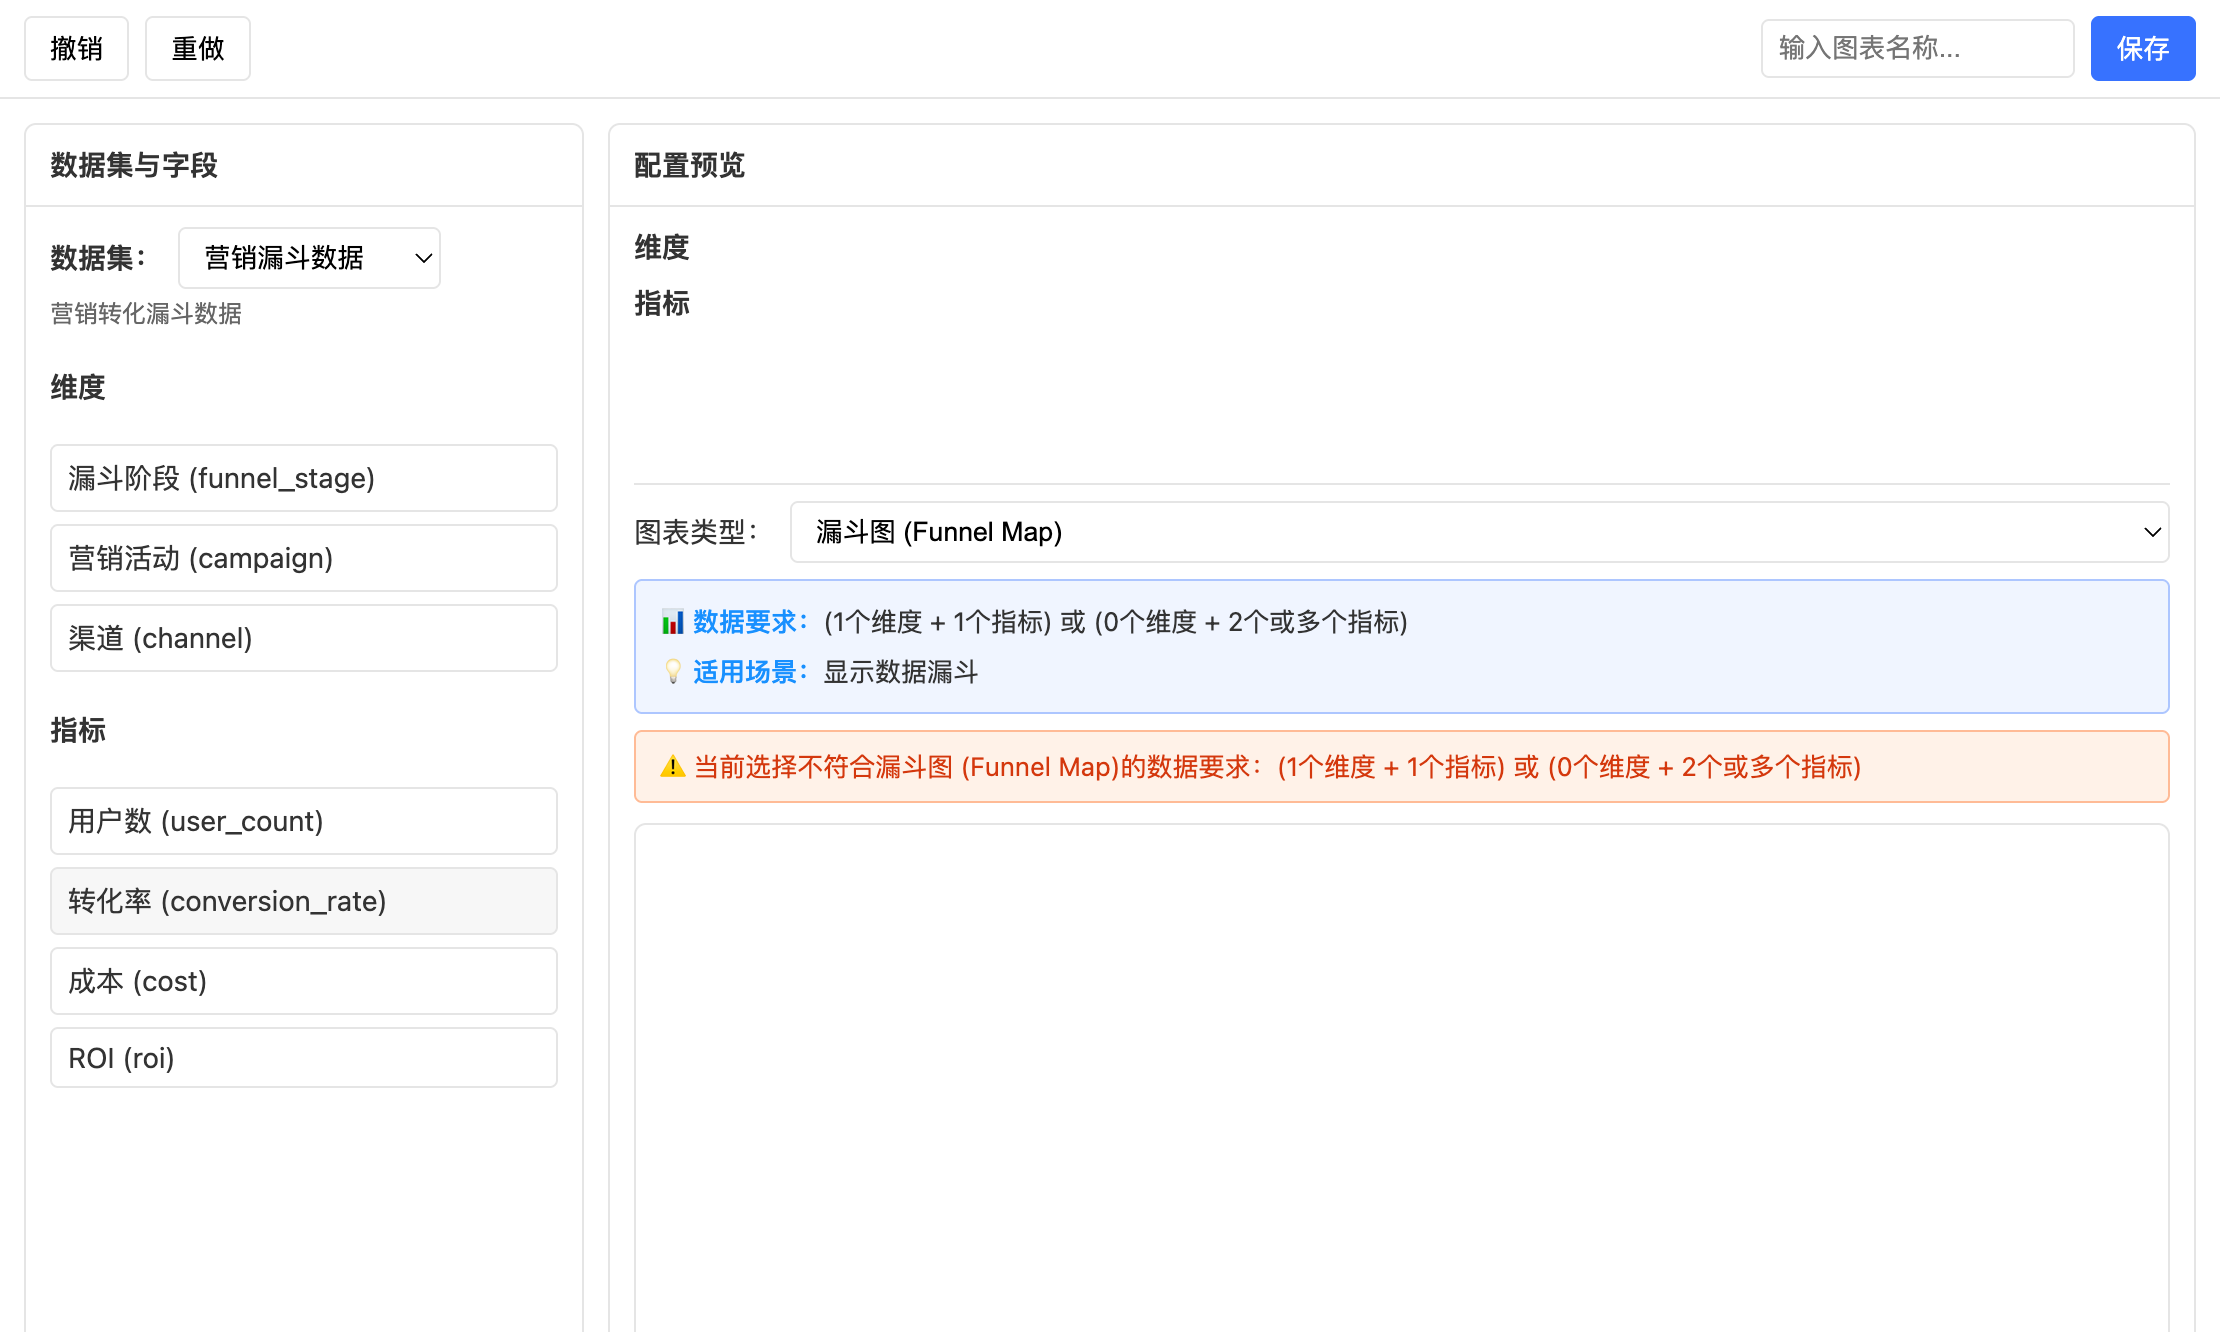 撤销
重做
输入图表名称...
保存
数据集与字段
数据集：
营销漏斗数据
营销转化漏斗数据
维度
漏斗阶段 (funnel_stage)
营销活动 (campaign)
渠道 (channel)
指标
用户数 (user_count)
转化率 (conversion_rate)
成本 (cost)
ROI (roi)
配置预览
维度
指标
图表类型：
漏斗图 (Funnel Map)
数据要求：(1个维度 + 1个指标) 或 (0个维度 + 2个或多个指标)
适用场景：显示数据漏斗
当前选择不符合漏斗图 (Funnel Map)的数据要求：(1个维度 + 1个指标) 或 (0个维度 + 2个或多个指标)